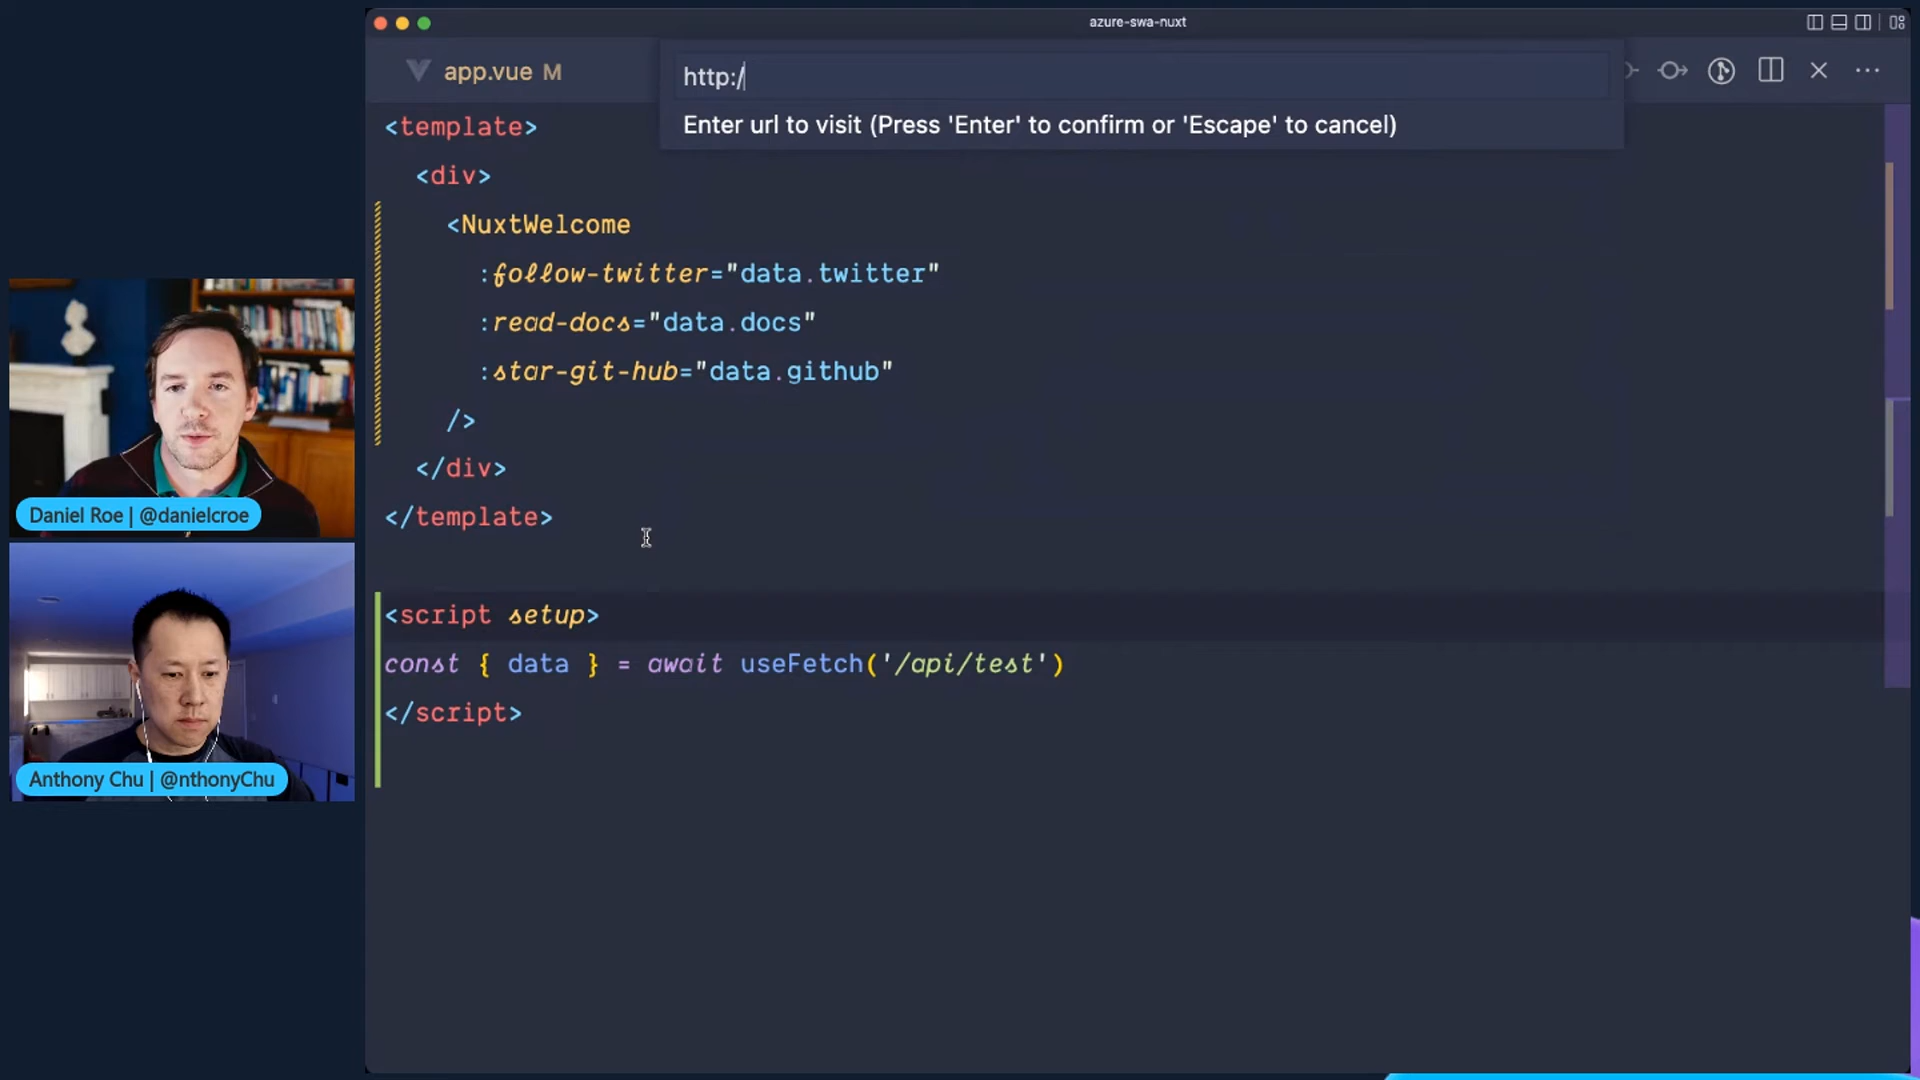 azure-swa-nuxt
app.vue M
http:/
Enter url to visit (Press 'Enter' to confirm or 'Escape' to cancel)
<template>
<div>
<NuxtWelcome
:follow-twitter="data.twitter"
:read-docs="data.docs"
:star-git-hub="data.github"
/>
</div>
</template>
<script setup>
const { data } = await useFetch('/api/test')
</script>
Daniel Roe | @danielcroe
Anthony Chu | @nthonyChu